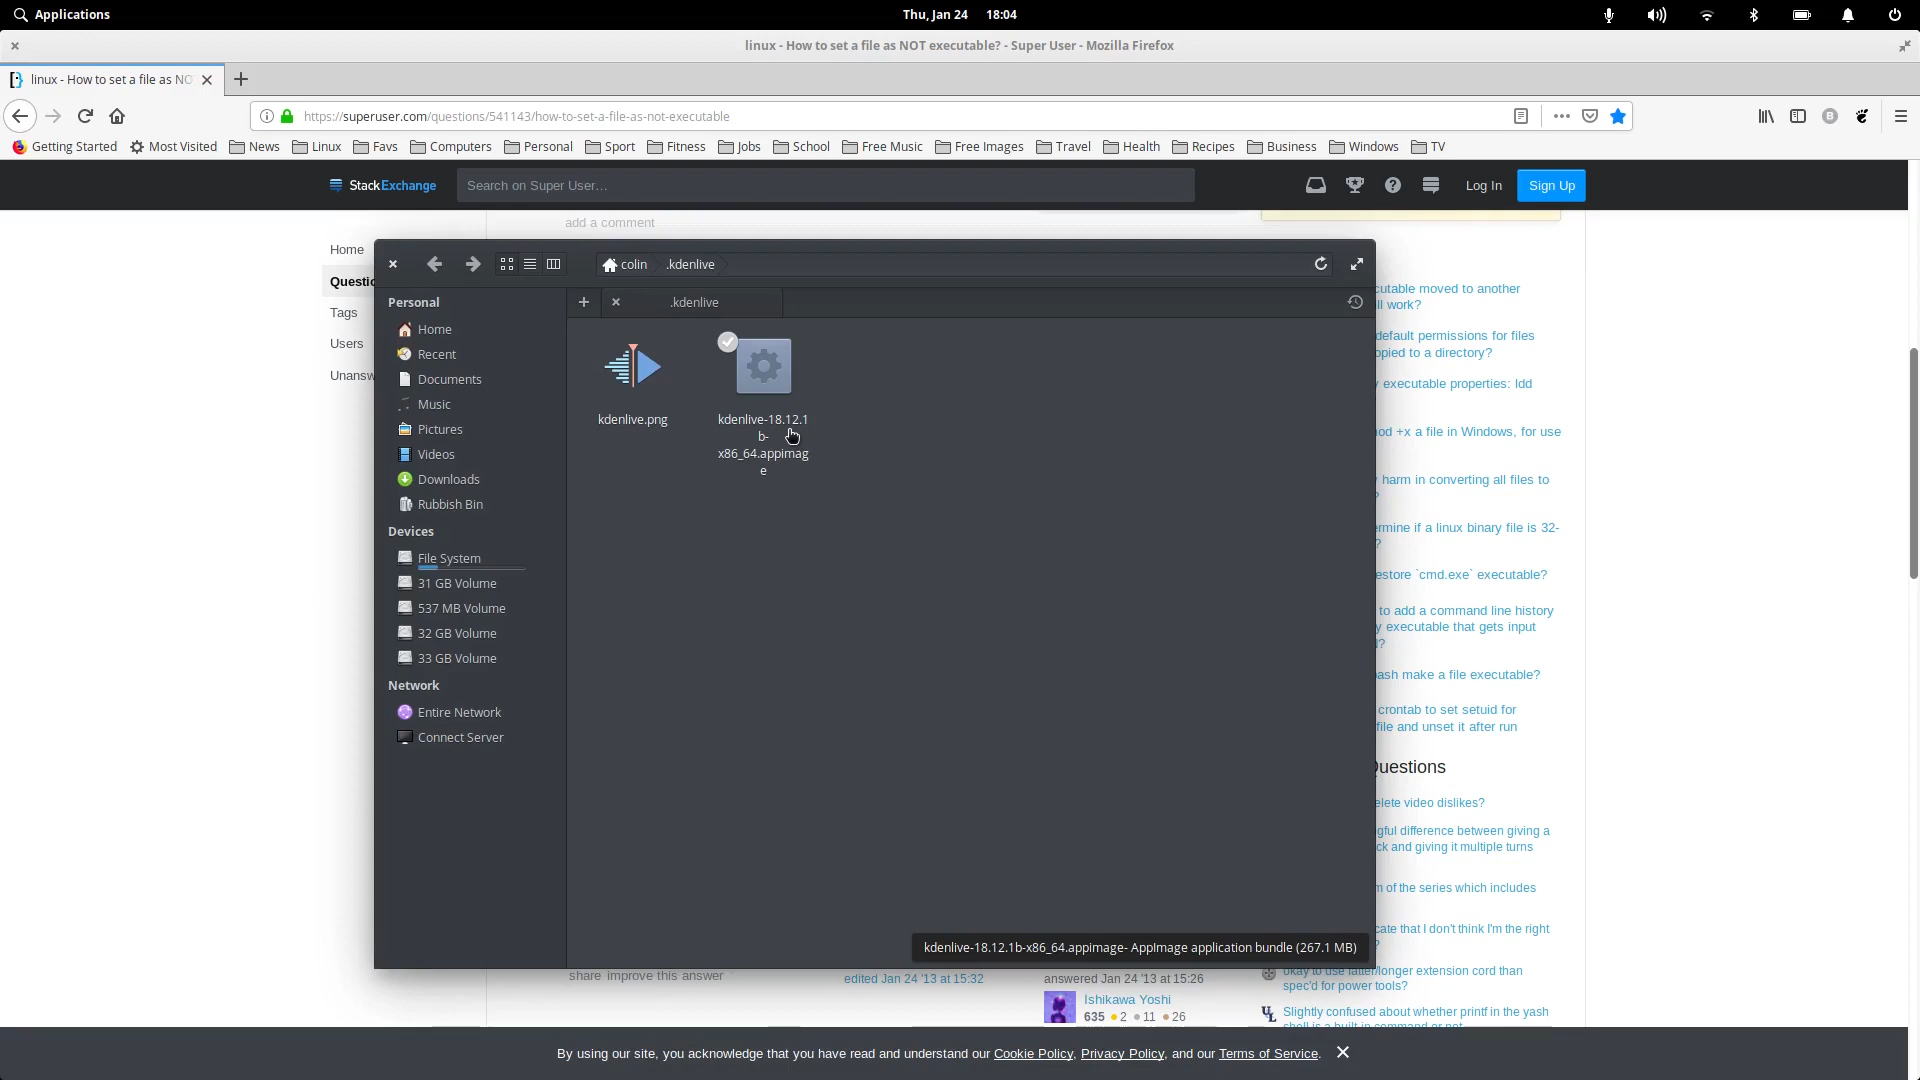 Applications
Thu, Jan 24 18:04
linux - How to set a file as NOT executable? - Super User - Mozilla Firefox
linux - How to set a file as NO
https://superuser.com/questions/541143/how-to-set-a-file-as-not-executable
Getting Started Most Visited News Linux Favs Computers Personal Sport Fitness Jobs School Free Music Free Images Travel Health Recipes Business Windows TV
StackExchange Search on Super User... Log In Sign Up
add a comment
Home
Questio
Tags
Users
Unansw
colin .kdenlive
.kdenlive
Personal
Home
Recent
Documents
Music
Pictures
Videos
Downloads
Rubbish Bin
Devices
File System
31 GB Volume
537 MB Volume
32 GB Volume
33 GB Volume
Network
Entire Network
Connect Server
kdenlive.png
kdenlive-18.12.1
b-
x86_64.appimag
e
kdenlive-18.12.1b-x86_64.appimage- AppImage application bundle (267.1 MB)
cutable moved to another
ll work?
default permissions for files
opied to a directory?
y executable properties: ldd
mod +x a file in Windows, for use
harm in converting all files to
?
ermine if a linux binary file is 32-
?
estore `cmd.exe` executable?
to add a command line history
y executable that gets input
?
ash make a file executable?
crontab to set setuid for
file and unset it after run
Questions
elete video dislikes?
gful difference between giving a
ck and giving it multiple turns
m of the series which includes
cate that I don't think I'm the right
?
okay to use fatter/longer extension cord than
spec'd for power tools?
Slightly confused about whether printf in the yash
shell is a built-in command or not
share improve this answer
edited Jan 24 '13 at 15:32
answered Jan 24 '13 at 15:26
Ishikawa Yoshi
635 2 11 26
By using our site, you acknowledge that you have read and understand our Cookie Policy, Privacy Policy, and our Terms of Service.